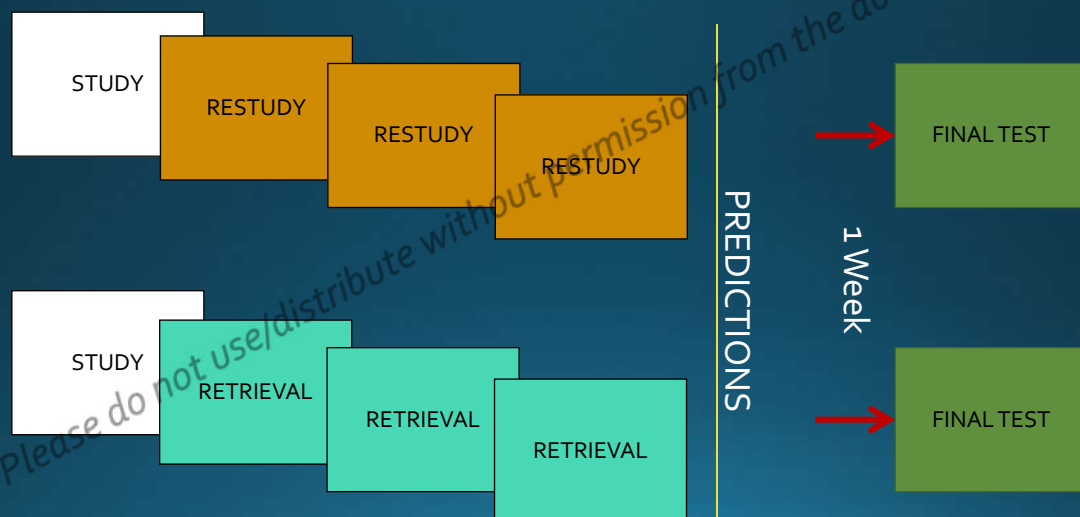 STUDY
RESTUDY
RESTUDY
RESTUDY
PREDICTIONS
1 Week
FINAL TEST
STUDY
RETRIEVAL
RETRIEVAL
RETRIEVAL
FINAL TEST
Please do not use/distribute without permission from the